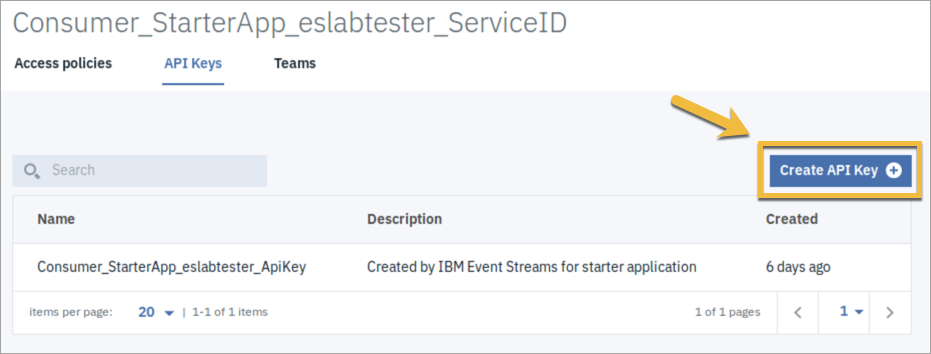 Consumer_StarterApp_eslabtester_ServiceID
Access policies API Keys Teams
Search
Create API Key
Name Description Created
Consumer_StarterApp_eslabtester_ApiKey Created by IBM Event Streams for starter application 6 days ago
items per page: 20 | 1-1 of 1 items 1 of 1 pages 1